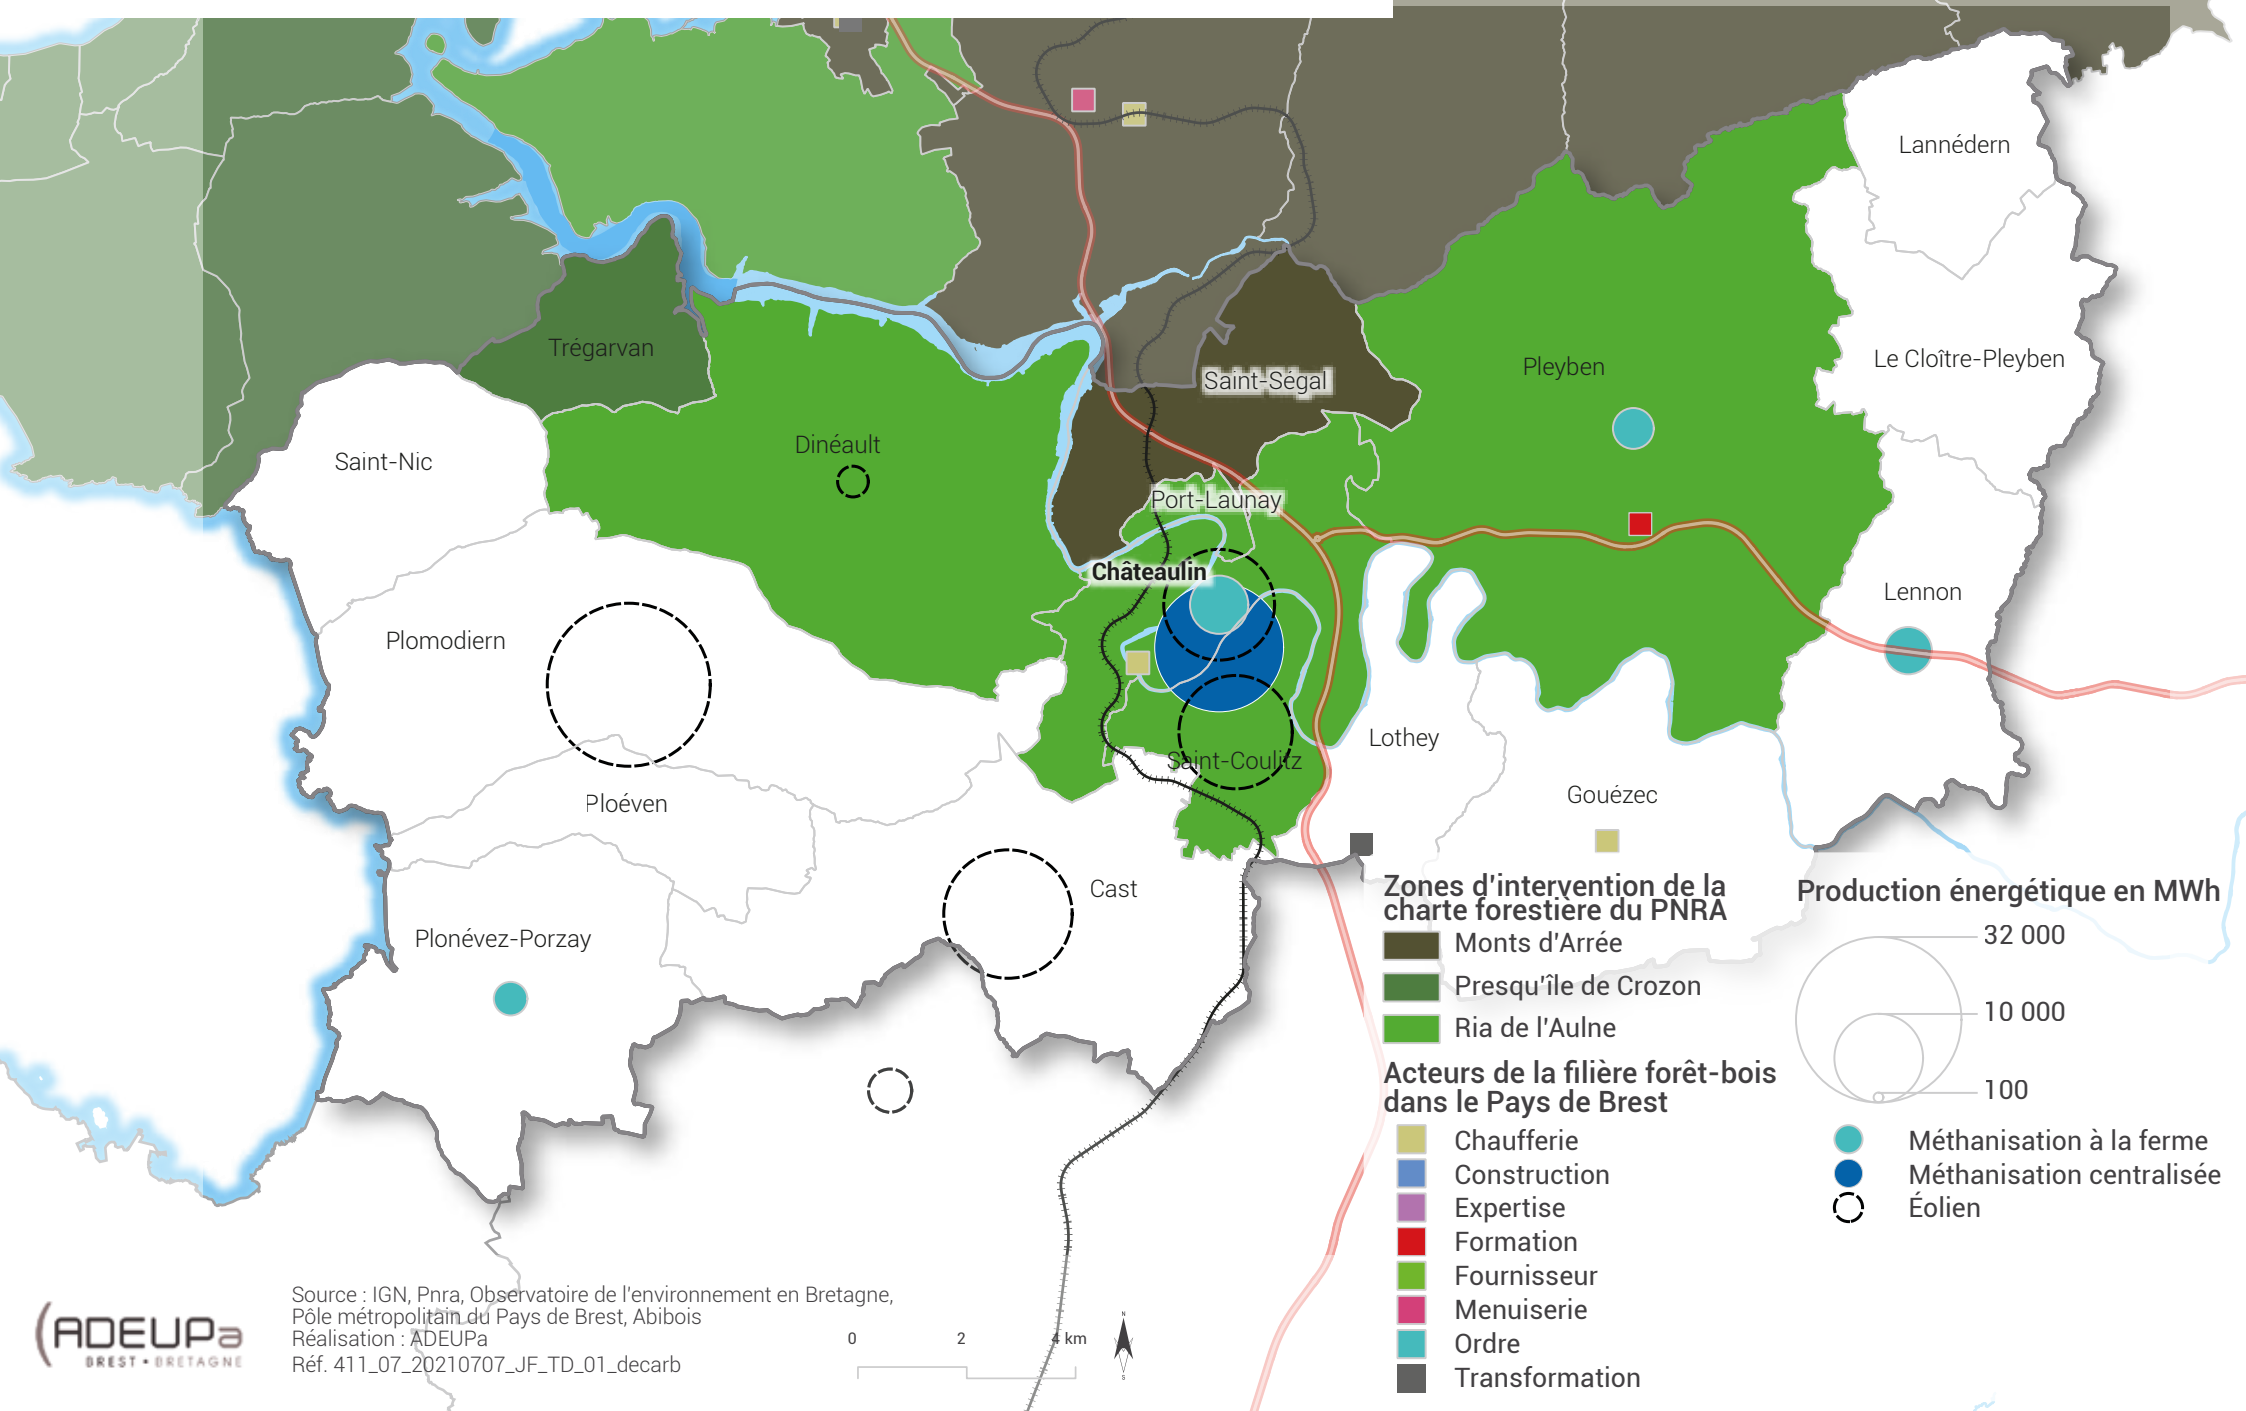 Lannédern
Trégarvan
Le Cloître-Pleyben
Pleyben
Saint-Ségal
Dinéault
Saint-Nic
Port-Launay
Châteaulin
Lennon
Plomodiern
Lothey
Saint-Coulitz
Ploéven
Gouézec
Cast
Plonévez-Porzay
Zones d'intervention de la
charte forestière du PNRA
Monts d'Arrée
Presqu'île de Crozon
Ria de l'Aulne
Acteurs de la filière forêt-bois
dans le Pays de Brest
Chaufferie
Construction
Expertise
Formation
Fournisseur
Menuiserie
Ordre
Transformation
Production énergétique en MWh
32 000
10 000
100
Méthanisation à la ferme
Méthanisation centralisée
Éolien
ADEUPa
BREST • BRETAGNE
Source : IGN, Pnra, Observatoire de l'environnement en Bretagne,
Pôle métropolitain du Pays de Brest, Abibois
Réalisation : ADEUPa
Réf. 411_07_20210707_JF_TD_01_decarb
0 2 4 km
N
S